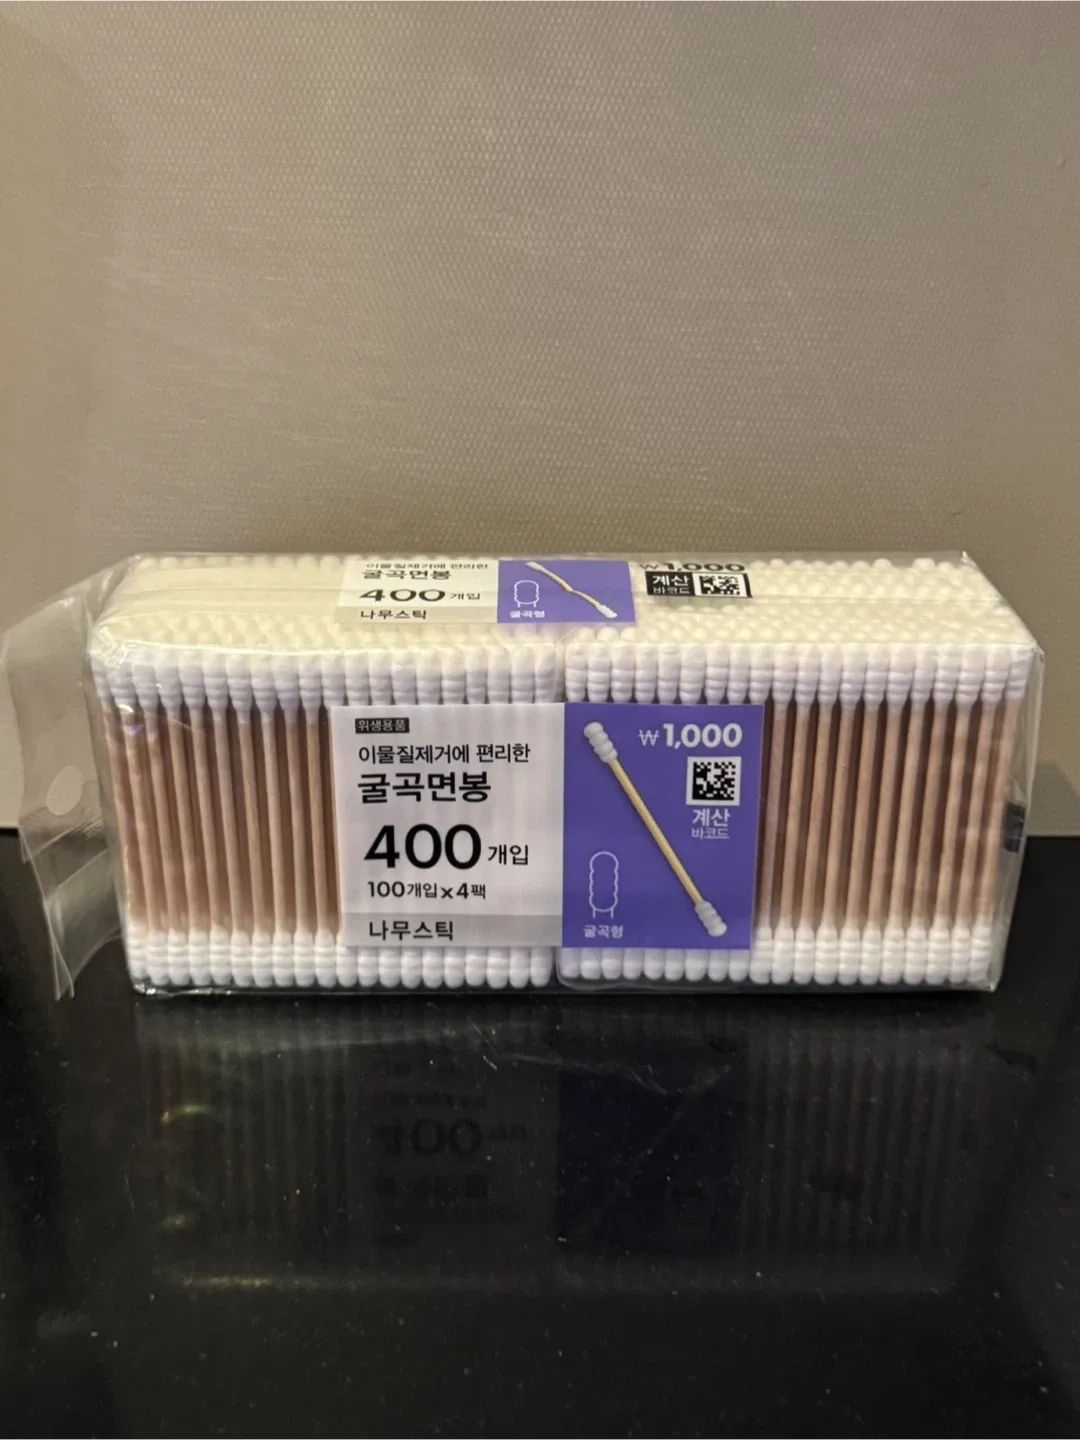 이물질제거에 편리한
굴곡면봉
400개입
나무스틱
굴곡형
₩1,000
계산
바코드
위생용품
이물질제거에 편리한
굴곡면봉
400개입
100개입x4팩
나무스틱
굴곡형
₩1,000
계산
바코드